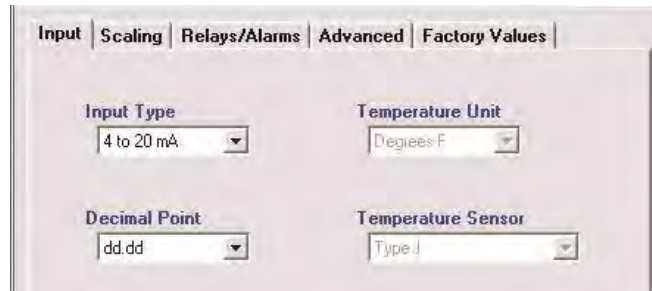 Input Scaling Relays/Alarms Advanced Factory Values
Input Type Temperature Unit
4 to 20 mA Degrees F
Decimal Point Temperature Sensor
dd.dd Type J